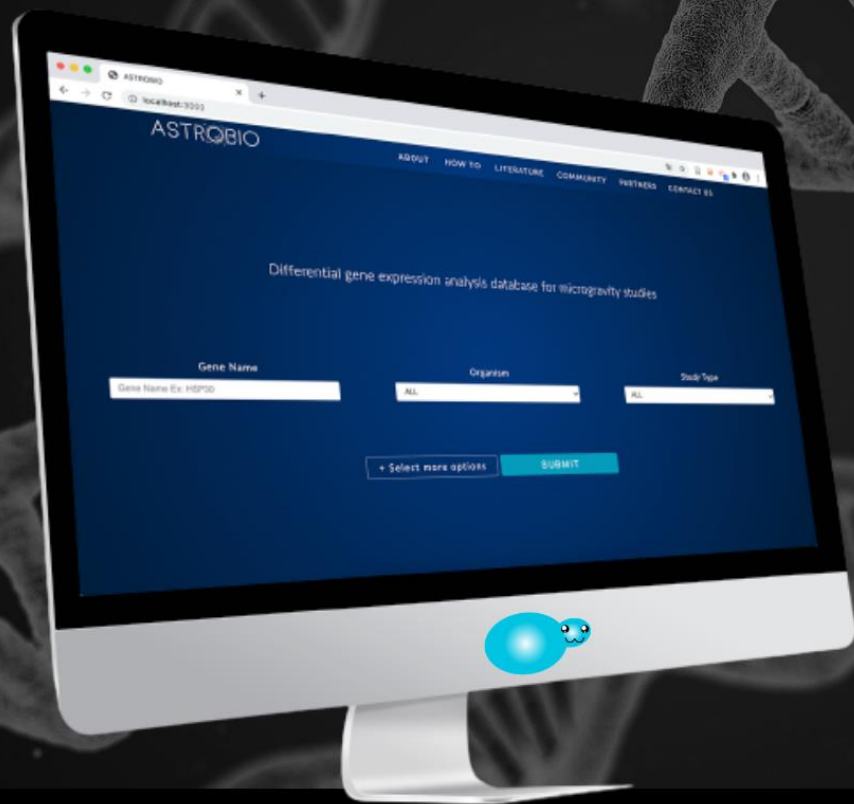 ASTROBIO
localhost:3000
ASTROBIO
ABOUT HOW TO LITERATURE COMMUNITY PARTNERS CONTACT US
Differential gene expression analysis database for microgravity studies
Gene Name
Organism
Study Type
Gene Name Ex: HSP90
ALL
ALL
+ Select more options
SUBMIT